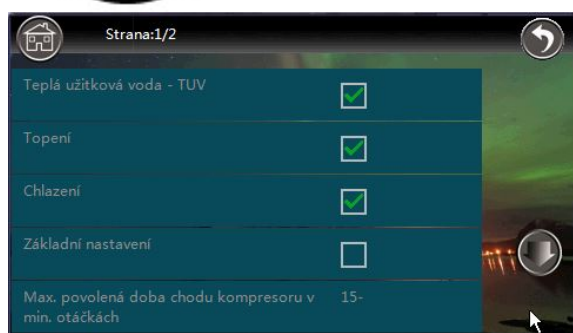 Strana:1/2
Teplá užitková voda - TUV
Topení
Chlazení
Základní nastavení
Max. povolená doba chodu kompresoru v 15-
min. otáčkách